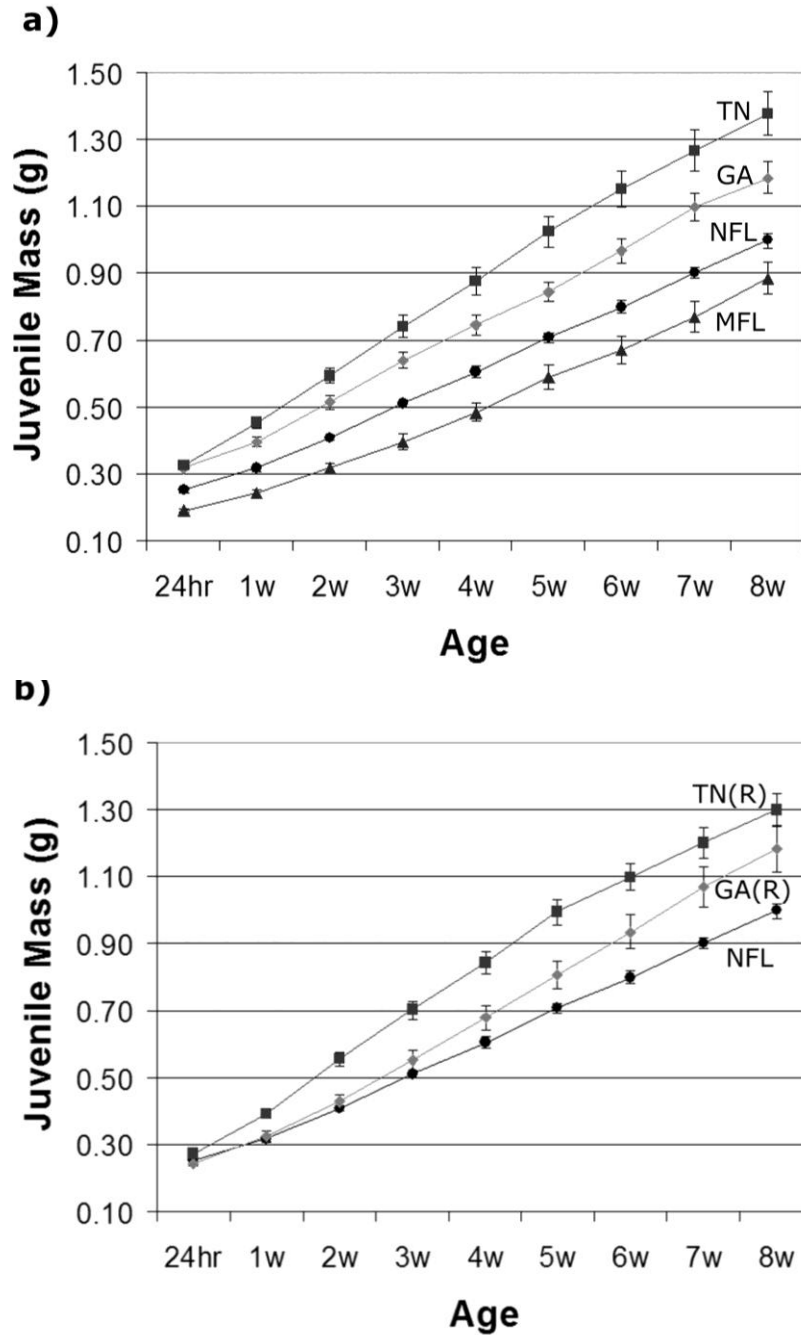 a)
1.50
1.30
1.10
0.90
0.70
0.50
0.30
0.10
Juvenile Mass (g)
TN
GA
NFL
MFL
24hr 1w 2w 3w 4w 5w 6w 7w 8w
Age
b)
1.50
1.30
1.10
0.90
0.70
0.50
0.30
0.10
Juvenile Mass (g)
TN(R)
GA(R)
NFL
24hr 1w 2w 3w 4w 5w 6w 7w 8w
Age